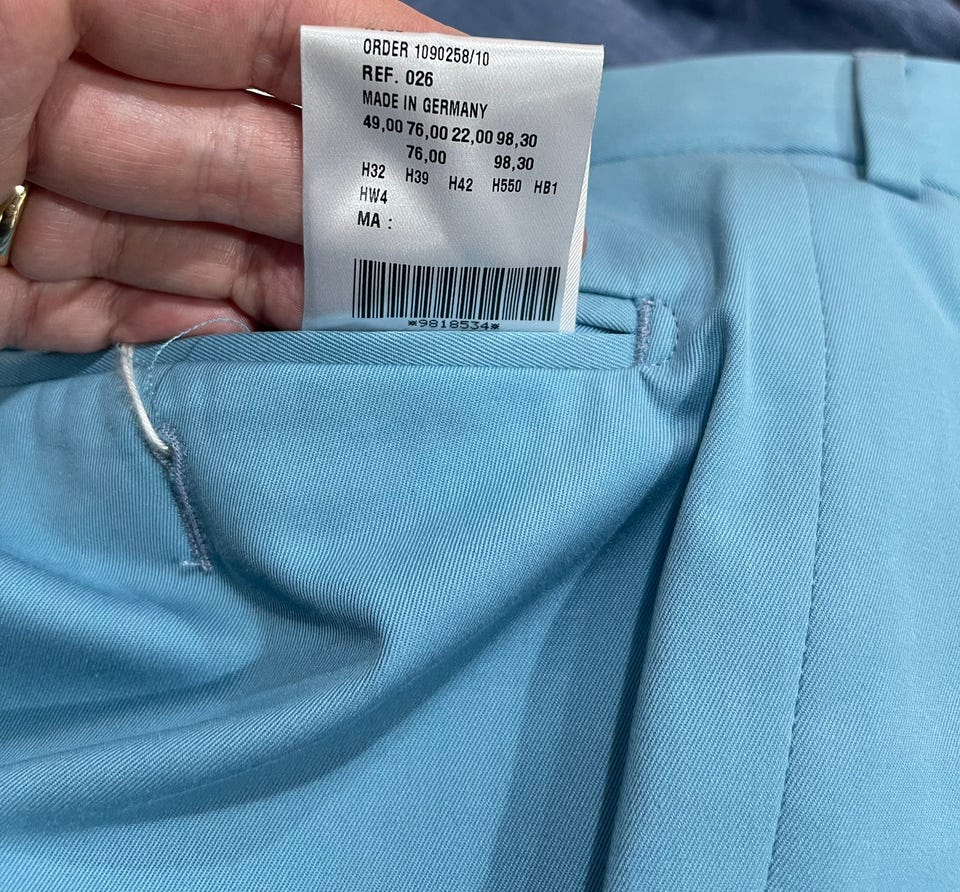 ORDER 1090258/10
REF. 026
MADE IN GERMANY
49,00 76,00 22,00 98,30
76,00 98,30
H32 H39 H42 H550 HB1
HW4
MA :
*9818534*